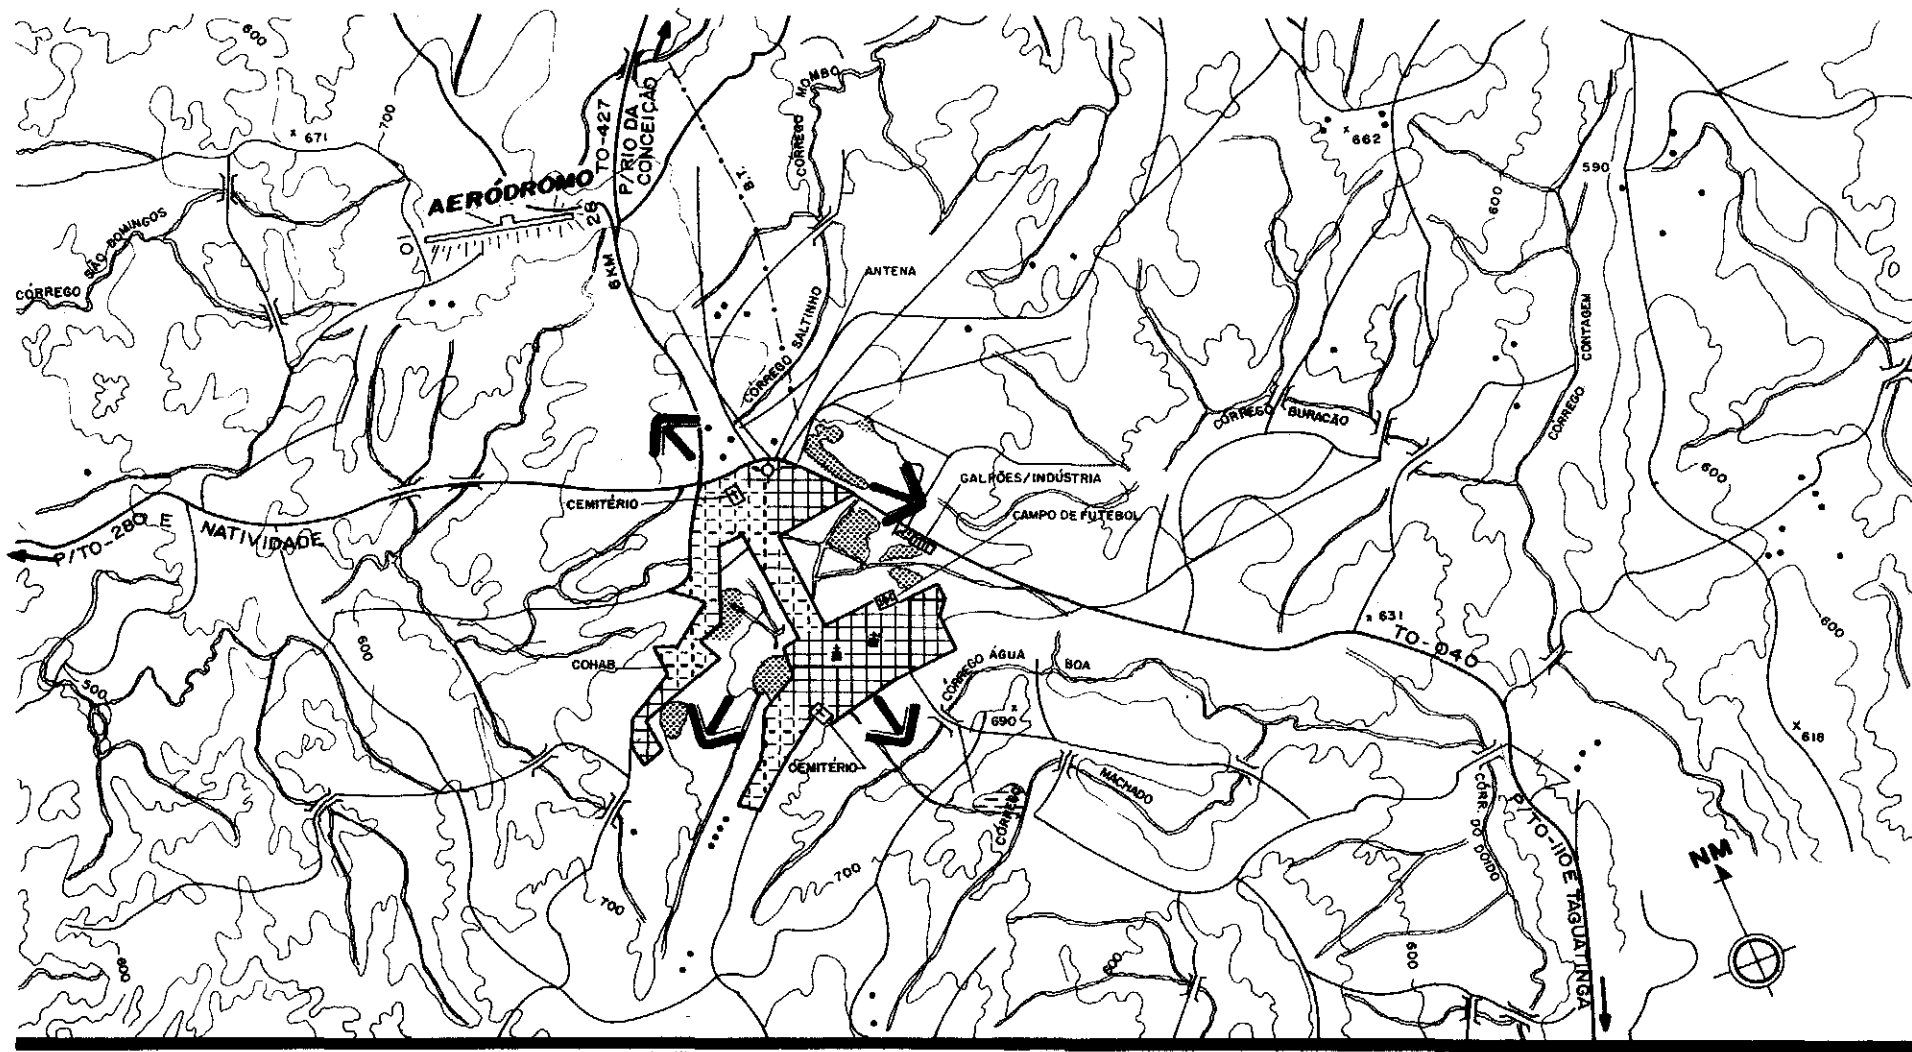 600
700
671
TO-427
P/RIO DA
CONCEIÇÃO
CÓRREGO MOMBO
662
590
600
AERÓDROMO
28
B.T.
CÓRREGO SÃO DOMINGOS
6KM
ANTENA
CÓRREGO SALTINHO
CÓRREGO CONTAGEM
CÓRREGO BURACÃO
GALPÕES/INDÚSTRIA
CEMITÉRIO
CAMPO DE FUTEBOL
600
P/TO-280 E NATIVIDADE
600
631
TO-040
600
COHAB
CÓRREGO ÁGUA BOA
500
690
618
CEMITÉRIO
CÓRREGO MACHADO
CÓRR. DO DOIDO
P/TO-110 E TAGUATINGA
NM
700
700
600
600
600